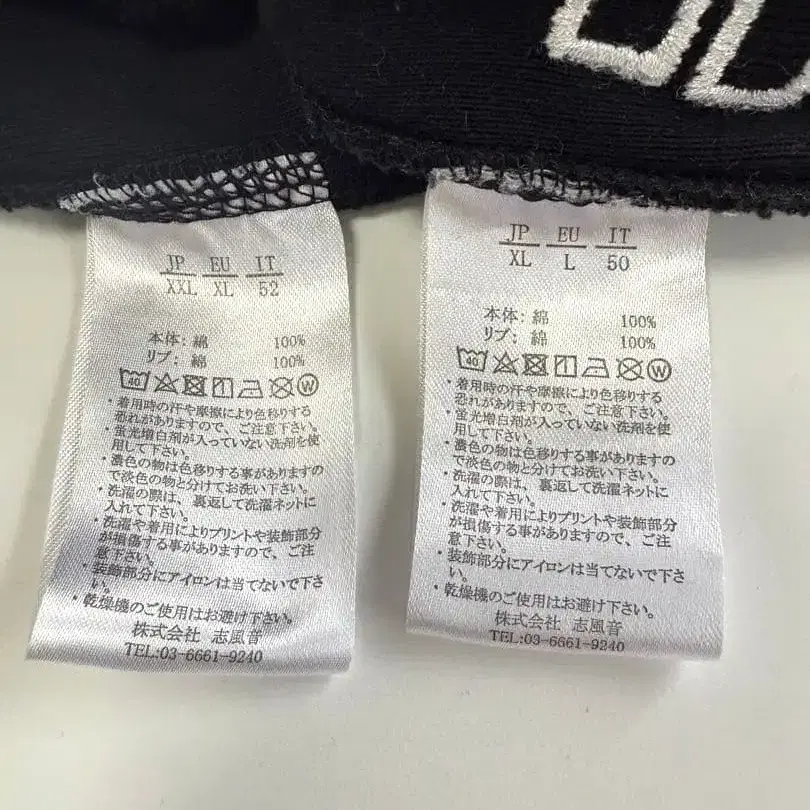 JP EU IT
XXL XL 52
本体: 綿 100%
リブ: 綿 100%
40 W
・着用時の汗や摩擦により色移りする
恐れがありますので、ご注意下さい。
・蛍光増白剤が入っていない洗剤を使
用して下さい。
・濃色の物は色移りする事がありますの
で淡色の物と分けてお洗い下さい。
・洗濯の際は、裏返して洗濯ネットに
入れて下さい。
・洗濯や着用によりプリントや装飾部分
が損傷する事がありますので、ご注
意下さい。
・装飾部分にアイロンは当てないで下さ
い。
・乾燥機のご使用はお避け下さい。
株式会社 志風音
TEL:03-6661-9240
JP EU IT
XL L 50
本体: 綿 100%
リブ: 綿 100%
40 W
・着用時の汗や摩擦により色移りする
恐れがありますので、ご注意下さい。
・蛍光増白剤が入っていない洗剤を使
用して下さい。
・濃色の物は色移りする事がありますの
で淡色の物と分けてお洗い下さい。
・洗濯の際は、裏返して洗濯ネットに
入れて下さい。
・洗濯や着用によりプリントや装飾部分
が損傷する事がありますので、ご注
意下さい。
・装飾部分にアイロンは当てないで下さ
い。
・乾燥機のご使用はお避け下さい。
株式会社 志風音
TEL:03-6661-9240